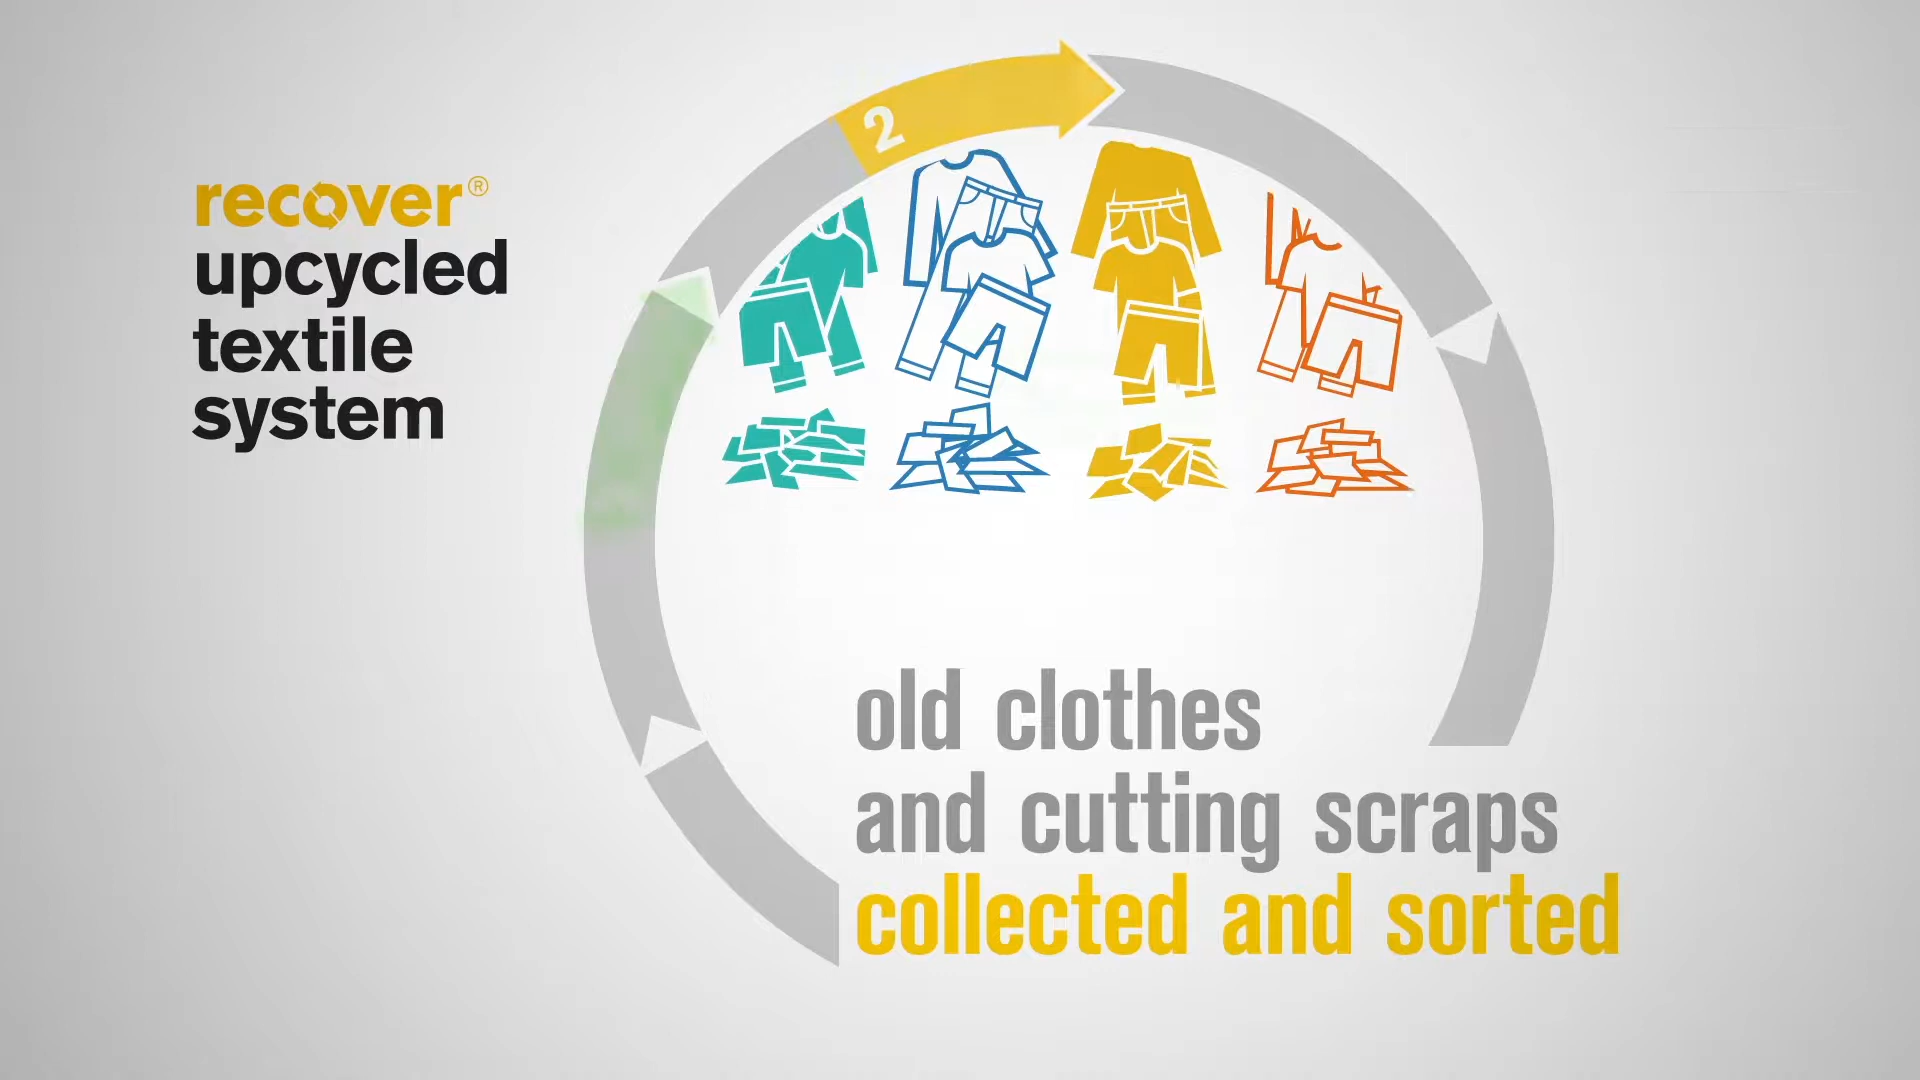 recover®
upcycled
textile
system
2
old clothes
and cutting scraps
collected and sorted